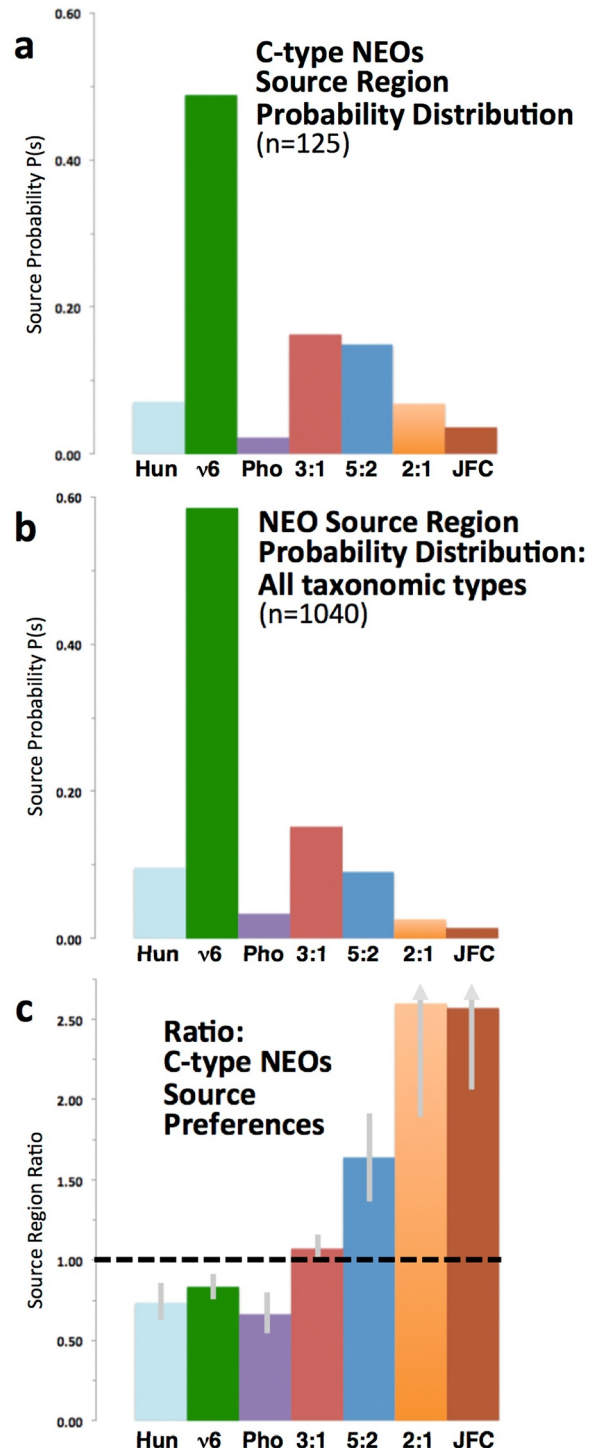 a
0.60
C-type NEOs
Source Region
Probability Distribution
(n=125)
0.40
Source Probability P(s)
0.20
0.00
Hun ν6 Pho 3:1 5:2 2:1 JFC
b
0.60
NEO Source Region
Probability Distribution:
All taxonomic types
(n=1040)
0.40
Source Probability P(s)
0.20
0.00
Hun ν6 Pho 3:1 5:2 2:1 JFC
c
Ratio:
C-type NEOs
Source
Preferences
2.50
2.00
1.50
Source Region Ratio
1.00
0.50
0.00
Hun ν6 Pho 3:1 5:2 2:1 JFC